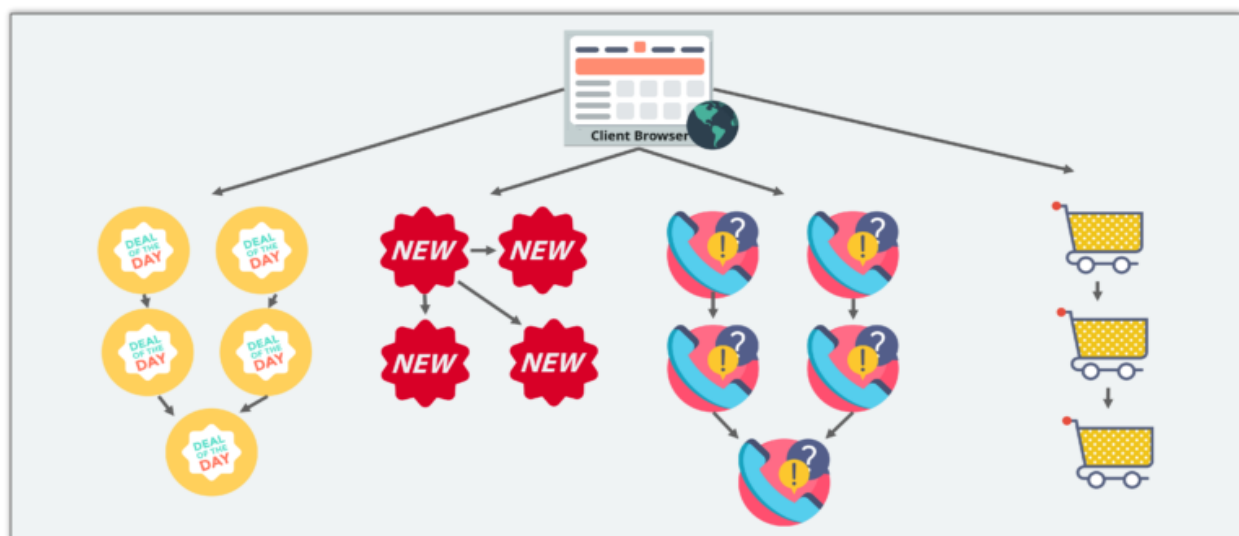 Client Browser
DEAL
OF THE
DAY
DEAL
OF THE
DAY
NEW
NEW
?
!
?
!
DEAL
OF THE
DAY
DEAL
OF THE
DAY
NEW
NEW
?
!
?
!
DEAL
OF THE
DAY
?
!